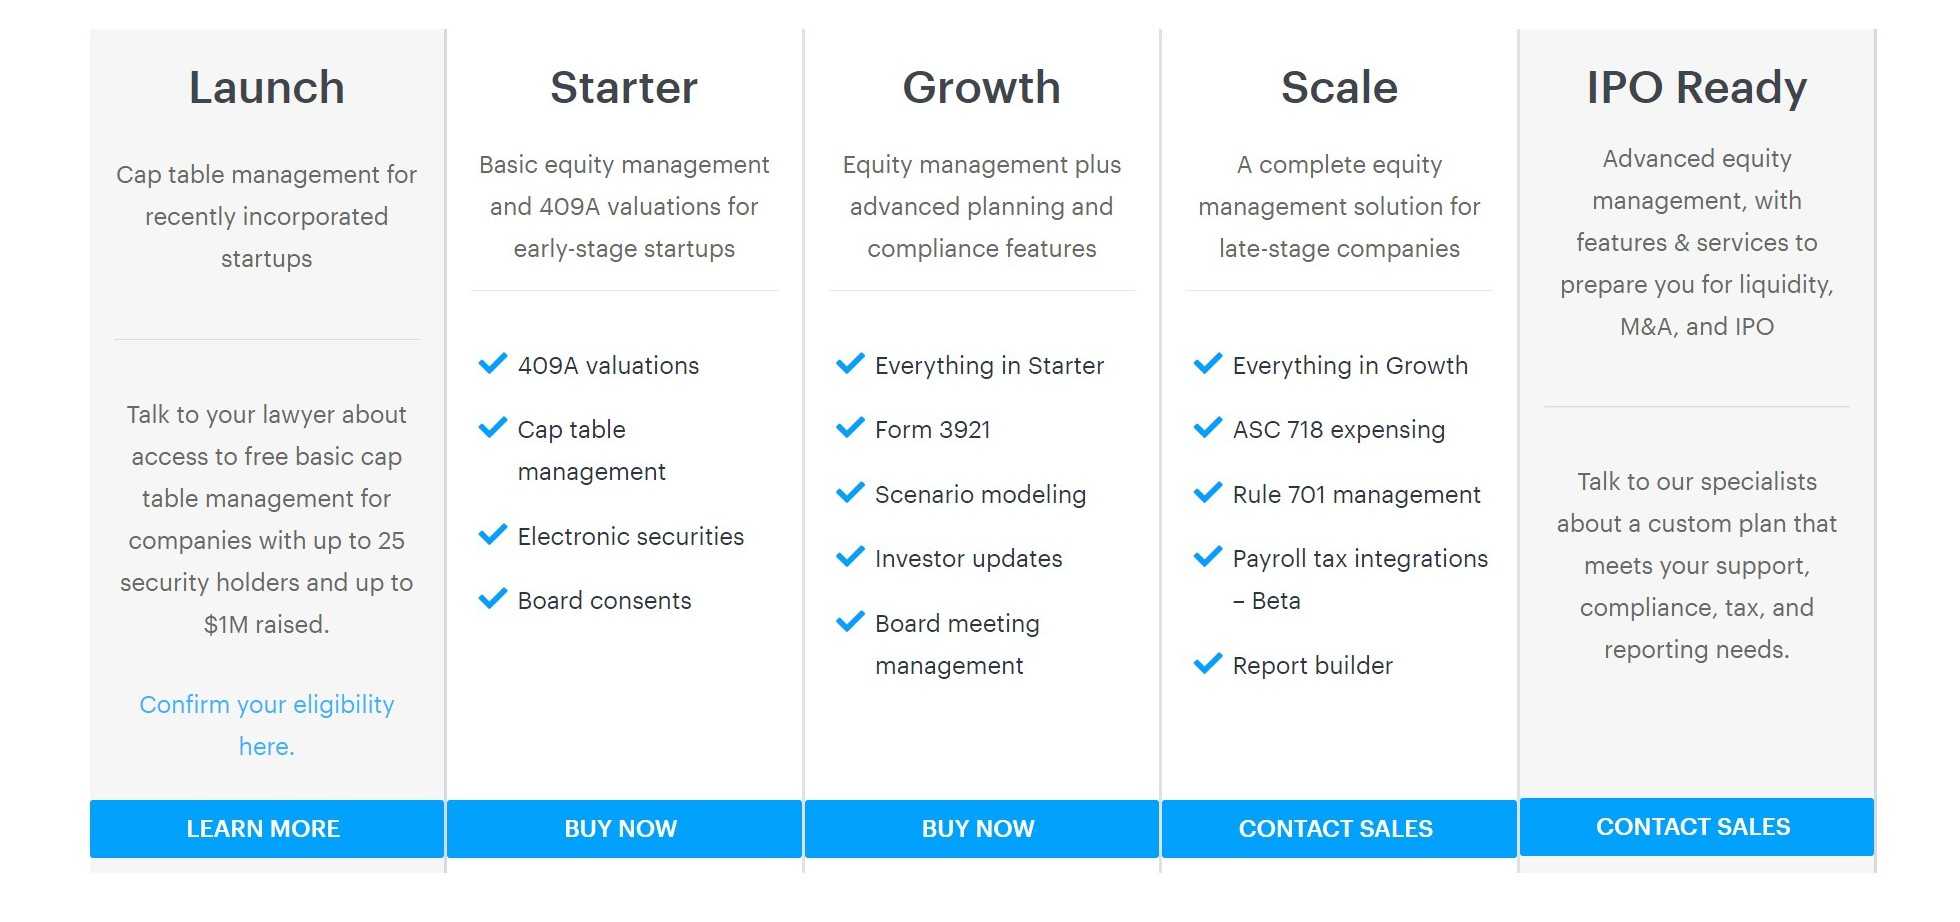 Launch
Cap table management for
recently incorporated
startups
Talk to your lawyer about
access to free basic cap
table management for
companies with up to 25
security holders and up to
$1M raised.
Confirm your eligibility
here.
LEARN MORE
Starter
Basic equity management
and 409A valuations for
early-stage startups
409A valuations
Cap table
management
Electronic securities
Board consents
BUY NOW
Growth
Equity management plus
advanced planning and
compliance features
Everything in Starter
Form 3921
Scenario modeling
Investor updates
Board meeting
management
BUY NOW
Scale
A complete equity
management solution for
late-stage companies
Everything in Growth
ASC 718 expensing
Rule 701 management
Payroll tax integrations
– Beta
Report builder
CONTACT SALES
IPO Ready
Advanced equity
management, with
features & services to
prepare you for liquidity,
M&A, and IPO
Talk to our specialists
about a custom plan that
meets your support,
compliance, tax, and
reporting needs.
CONTACT SALES